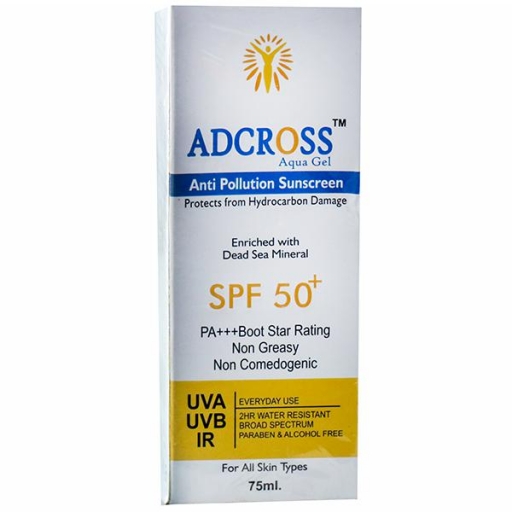 ADCROSS™
Aqua Gel
Anti Pollution Sunscreen
Protects from Hydrocarbon Damage
Enriched with
Dead Sea Mineral
SPF 50+
PA+++Boot Star Rating
Non Greasy
Non Comedogenic
UVA
UVB
IR
EVERYDAY USE
2HR WATER RESISTANT
BROAD SPECTRUM
PARABEN & ALCOHOL FREE
For All Skin Types
75ml.